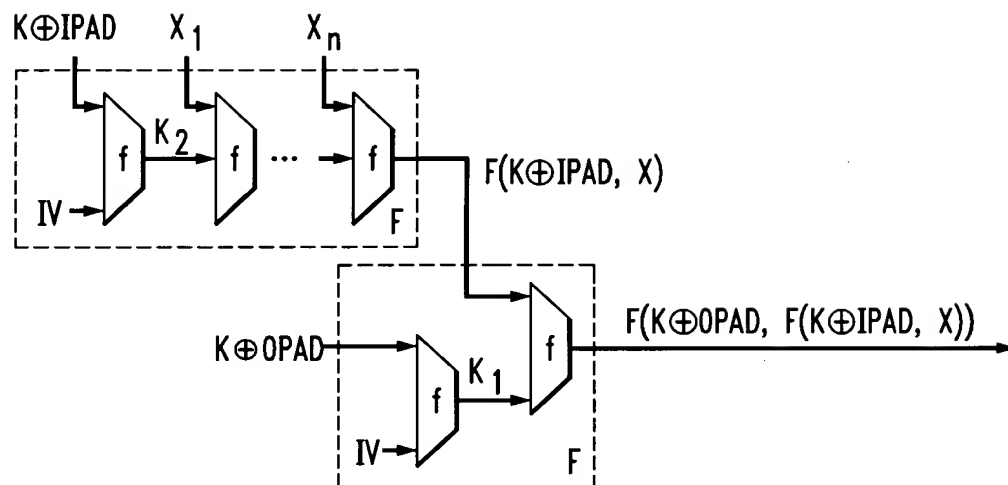 K⊕IPAD X1 Xn
K2
f f ... f
IV
F
F(K⊕IPAD, X)
F(K⊕OPAD, F(K⊕IPAD, X))
K⊕OPAD
f
K1
f
IV
F